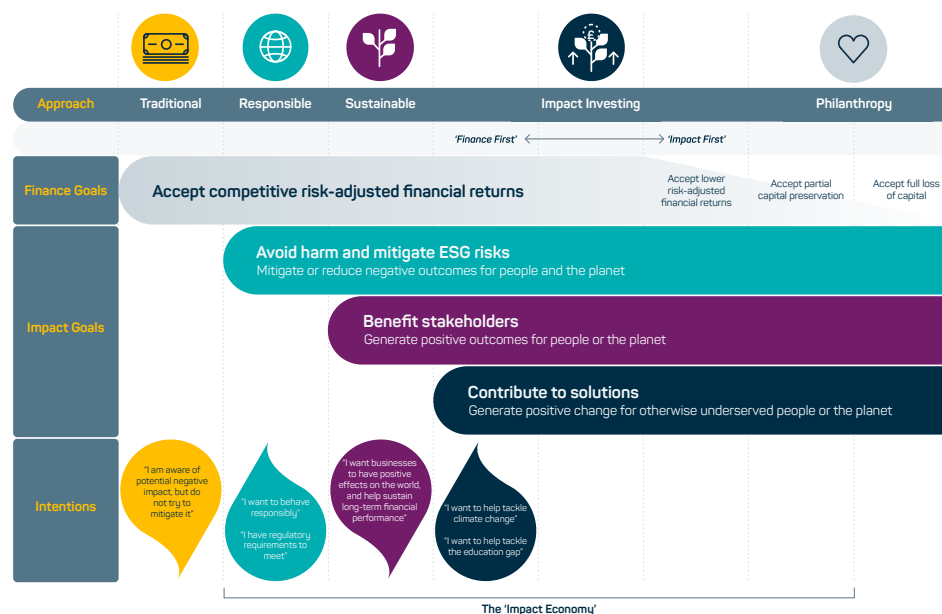 £
Approach
Traditional
Responsible
Sustainable
Impact Investing
Philanthropy
‘Finance First’
‘Impact First’
Finance Goals
Accept competitive risk-adjusted financial returns
Accept lower
risk-adjusted
financial returns
Accept partial
capital preservation
Accept full loss
of capital
Impact Goals
Avoid harm and mitigate ESG risks
Mitigate or reduce negative outcomes for people and the planet
Benefit stakeholders
Generate positive outcomes for people or the planet
Contribute to solutions
Generate positive change for otherwise underserved people or the planet
Intentions
“I am aware of
potential negative
impact, but do
not try to
mitigate it”
“I want to behave
responsibly”
“I have regulatory
requirements to
meet”
“I want businesses
to have positive
effects on the world,
and help sustain
long-term financial
performance”
“I want to help tackle
climate change”
“I want to help tackle
the education gap”
The ‘Impact Economy’